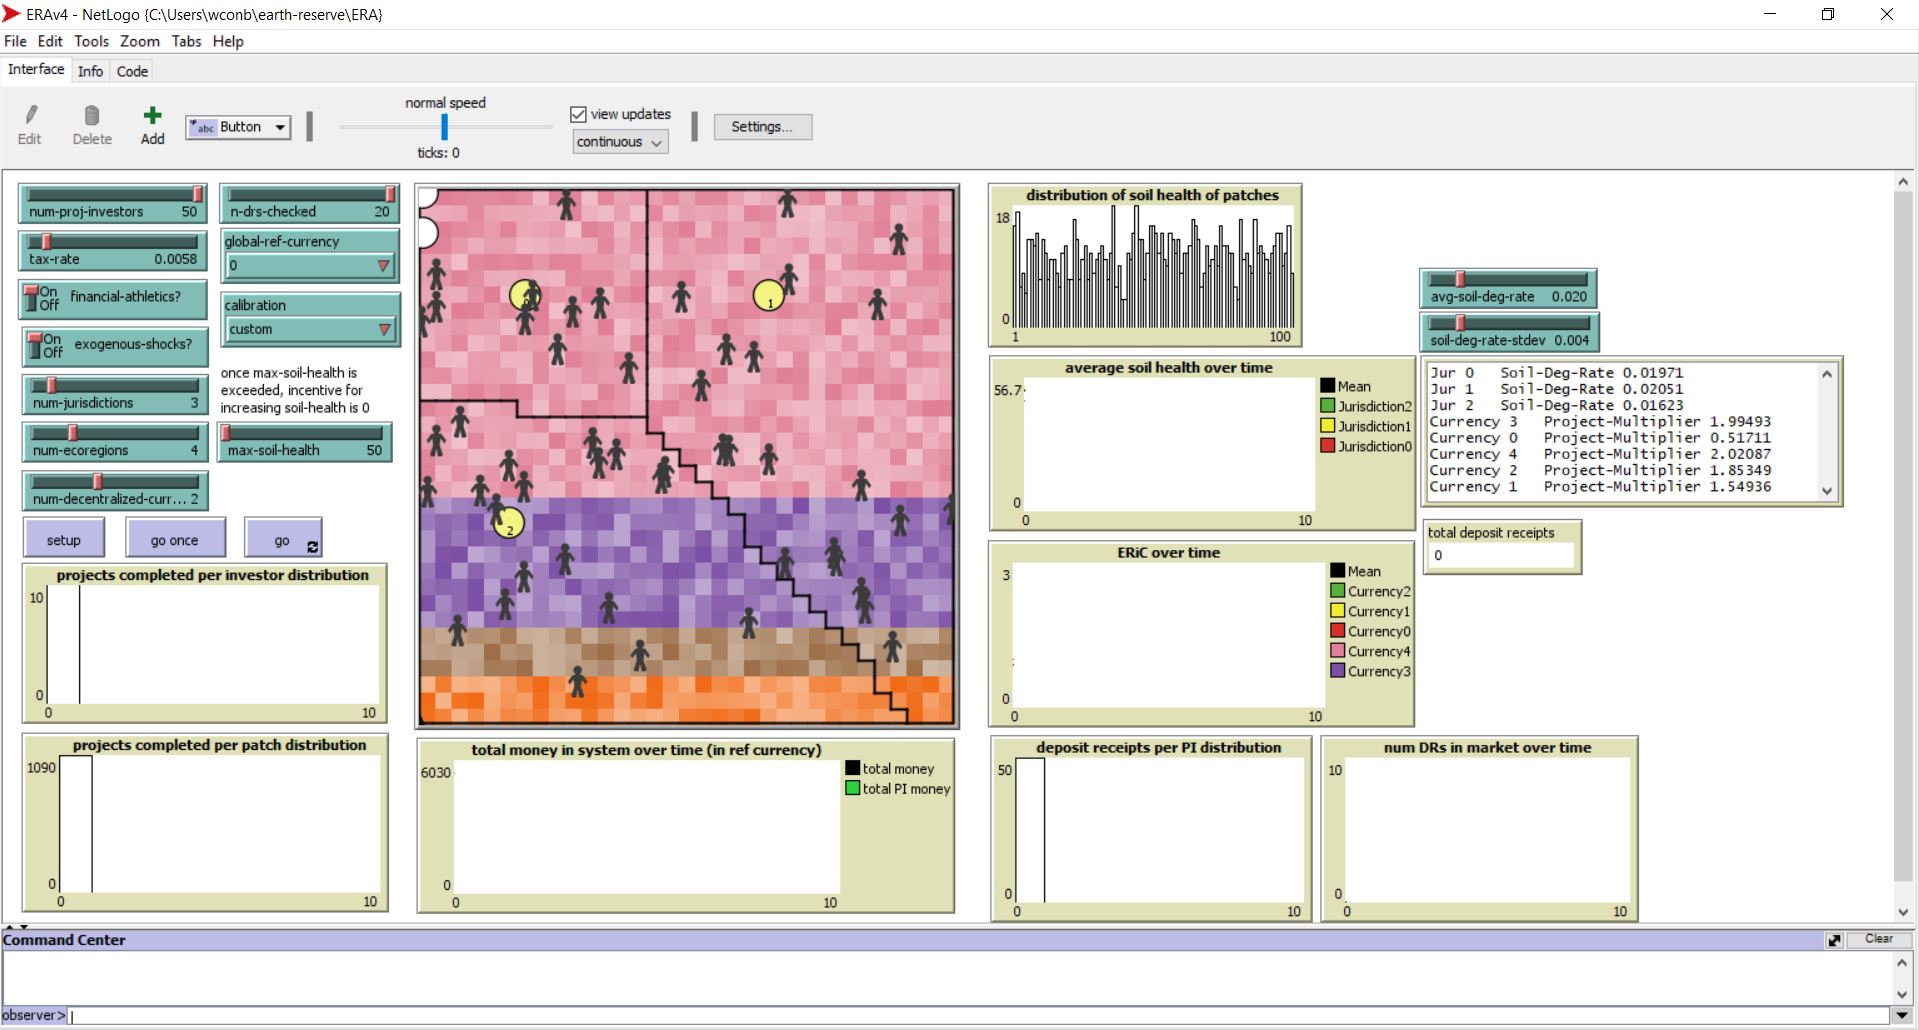 ERAv4 - NetLogo {C:\Users\wconb\earth-reserve\ERA}
File Edit Tools Zoom Tabs Help
Interface Info Code
Edit
Delete
Add
abc Button
normal speed
ticks: 0
view updates
continuous
Settings...
num-proj-investors 50
n-drs-checked 20
tax-rate 0.0058
global-ref-currency
0
On
Off
financial-athletics?
calibration
custom
On
Off
exogenous-shocks?
once max-soil-health is
exceeded, incentive for
increasing soil-health is 0
num-jurisdictions 3
num-ecoregions 4
max-soil-health 50
num-decentralized-curr... 2
setup
go once
go
projects completed per investor distribution
10
0
0
10
projects completed per patch distribution
1090
0
0
10
0
1
2
total money in system over time (in ref currency)
6030
0
0
10
total money
total PI money
distribution of soil health of patches
18
0
1
100
average soil health over time
56.7
0
0
10
Mean
Jurisdiction2
Jurisdiction1
Jurisdiction0
ERiC over time
3
0
0
10
Mean
Currency2
Currency1
Currency0
Currency4
Currency3
deposit receipts per PI distribution
50
0
0
10
num DRs in market over time
10
0
0
10
avg-soil-deg-rate 0.020
soil-deg-rate-stdev 0.004
Jur 0 Soil-Deg-Rate 0.01971
Jur 1 Soil-Deg-Rate 0.02051
Jur 2 Soil-Deg-Rate 0.01623
Currency 3 Project-Multiplier 1.99493
Currency 0 Project-Multiplier 0.51711
Currency 4 Project-Multiplier 2.02087
Currency 2 Project-Multiplier 1.85349
Currency 1 Project-Multiplier 1.54936
total deposit receipts
0
Command Center
Clear
observer>